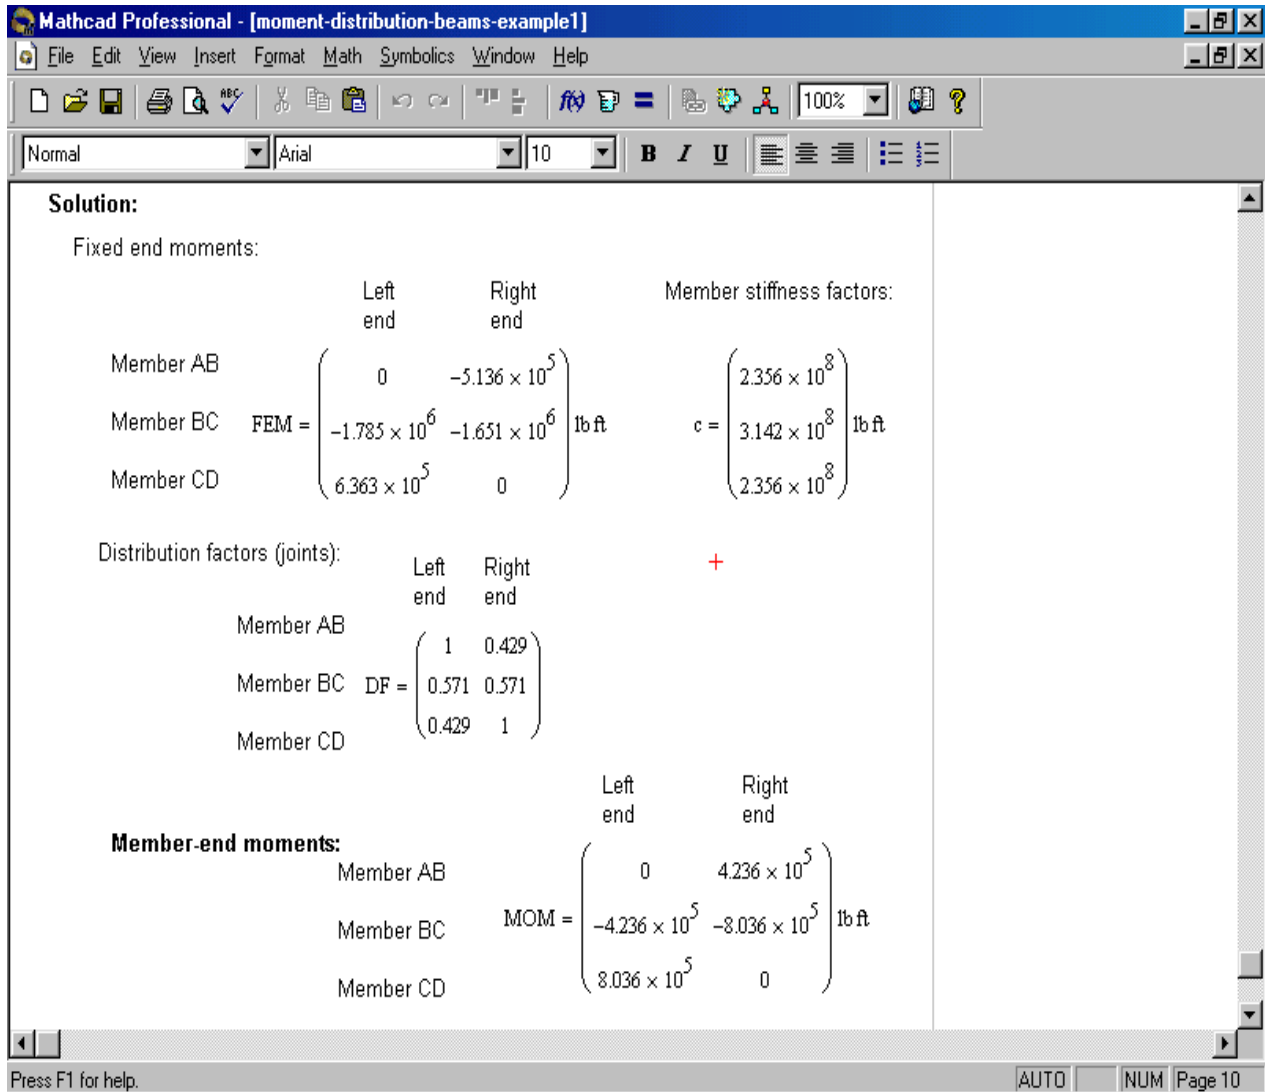 Mathcad Professional - [moment-distribution-beams-example1]
File Edit View Insert Format Math Symbolics Window Help
100%
Normal Arial 10 B I U
Solution:
Fixed end moments:
Left end Right end Member stiffness factors:
Member AB
Member BC
Member CD
FEM = ( 0 −5.136 × 10^5
−1.785 × 10^6 −1.651 × 10^6
6.363 × 10^5 0 ) lb ft
c = ( 2.356 × 10^8
3.142 × 10^8
2.356 × 10^8 ) lb ft
Distribution factors (joints):
Left end Right end
Member AB
Member BC
Member CD
DF = ( 1 0.429
0.571 0.571
0.429 1 )
Left end Right end
Member-end moments:
Member AB
Member BC
Member CD
MOM = ( 0 4.236 × 10^5
−4.236 × 10^5 −8.036 × 10^5
8.036 × 10^5 0 ) lb ft
Press F1 for help. AUTO NUM Page 10